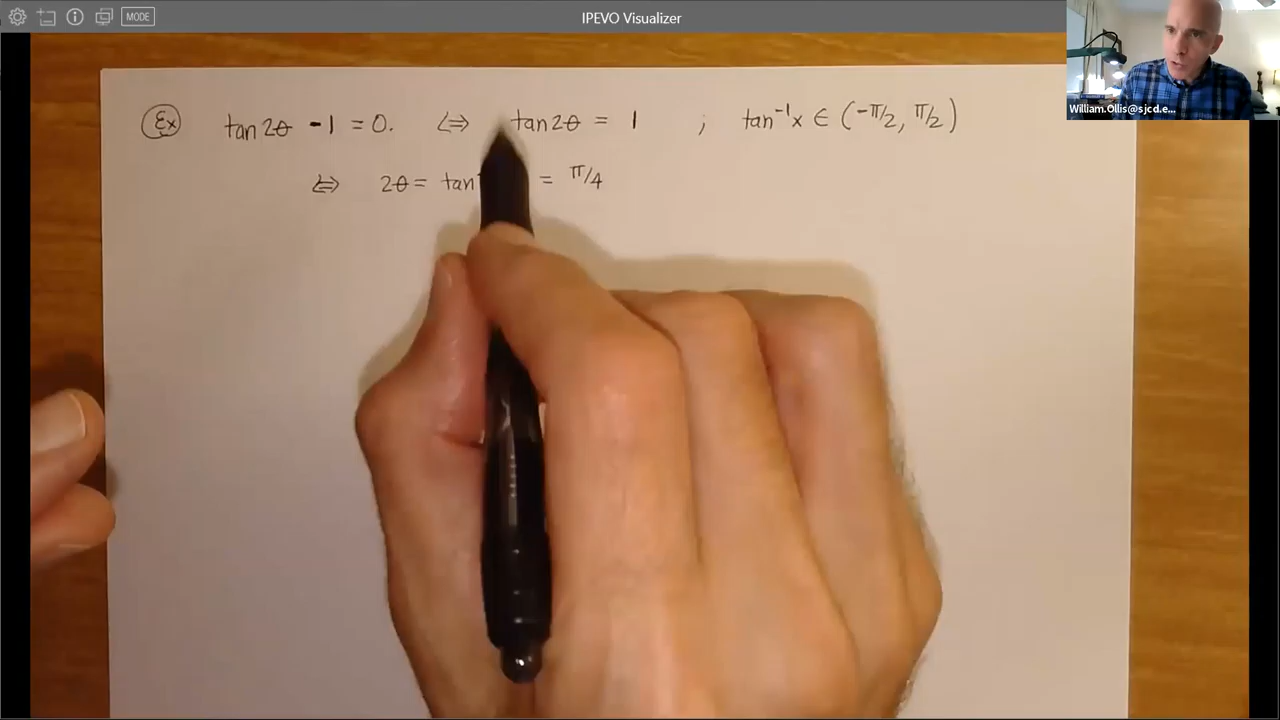 MODE
IPEVO Visualizer
William.Ollis@sjcd.e...
Ex tan 2θ - 1 = 0. ⇔ tan 2θ = 1 ; tan⁻¹x ∈ (-π/2, π/2)
⇔ 2θ = tan = π/4